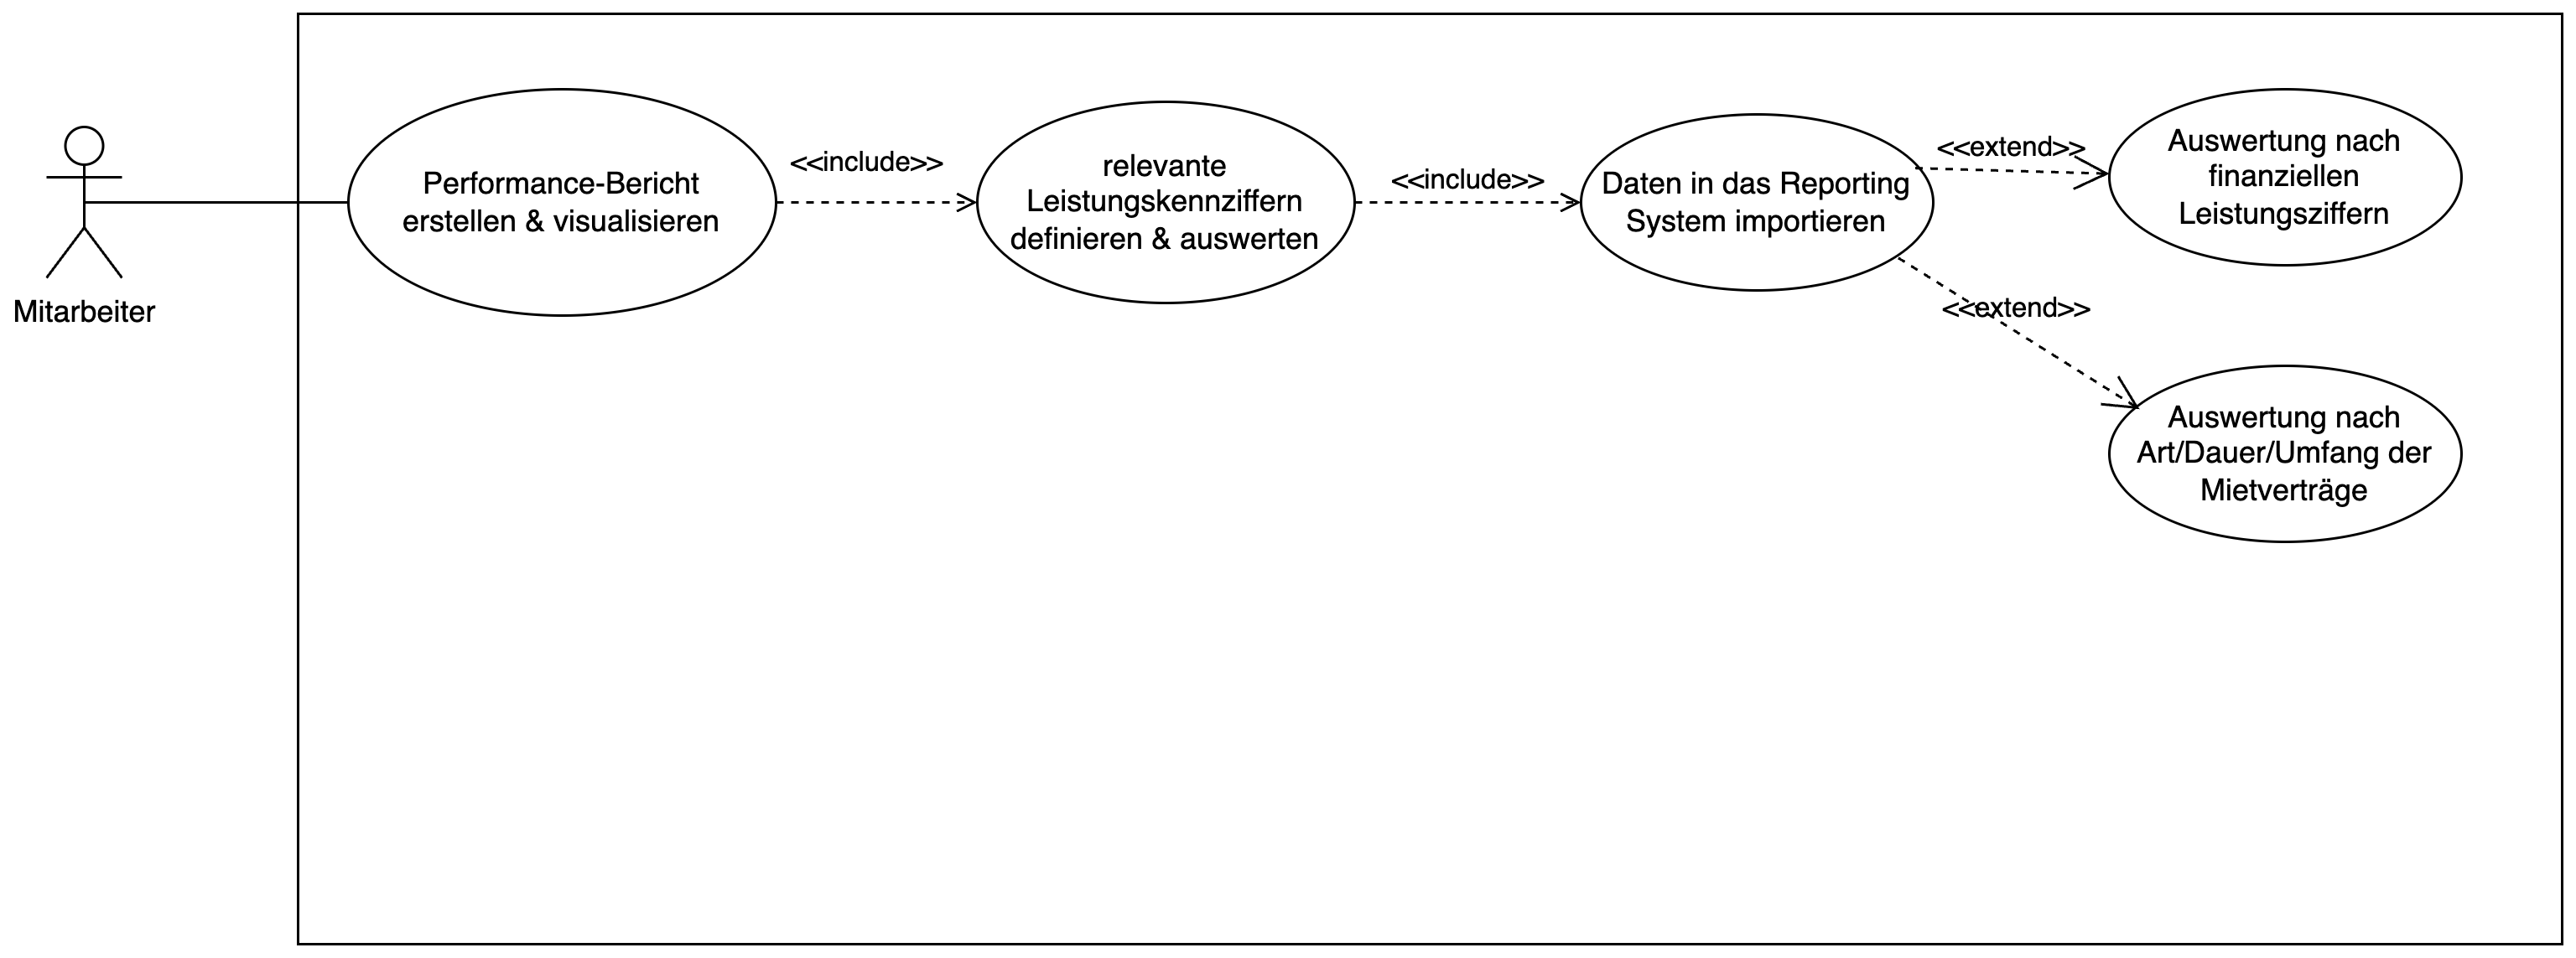 Mitarbeiter
Performance-Bericht
erstellen & visualisieren
<<include>>
relevante
Leistungskennziffern
definieren & auswerten
<<include>>
Daten in das Reporting
System importieren
<<extend>>
Auswertung nach
finanziellen
Leistungsziffern
<<extend>>
Auswertung nach
Art/Dauer/Umfang der
Mietverträge